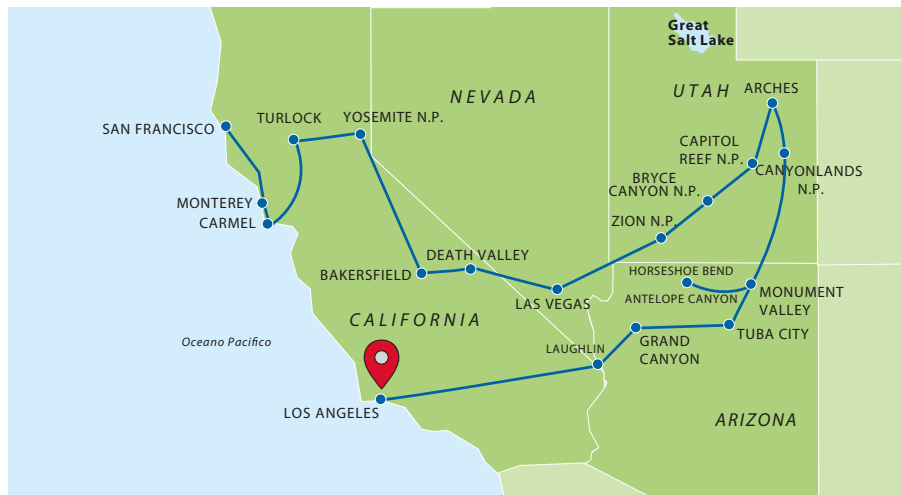 Great
Salt Lake
NEVADA
UTAH
ARCHES
TURLOCK
YOSEMITE N.P.
SAN FRANCISCO
CAPITOL
REEF N.P.
CANYONLANDS
N.P.
BRYCE
CANYON N.P.
MONTEREY
CARMEL
ZION N.P.
DEATH VALLEY
BAKERSFIELD
HORSESHOE BEND
ANTELOPE CANYON
MONUMENT
VALLEY
LAS VEGAS
CALIFORNIA
TUBA CITY
Oceano Pacifico
LAUGHLIN
GRAND
CANYON
LOS ANGELES
ARIZONA